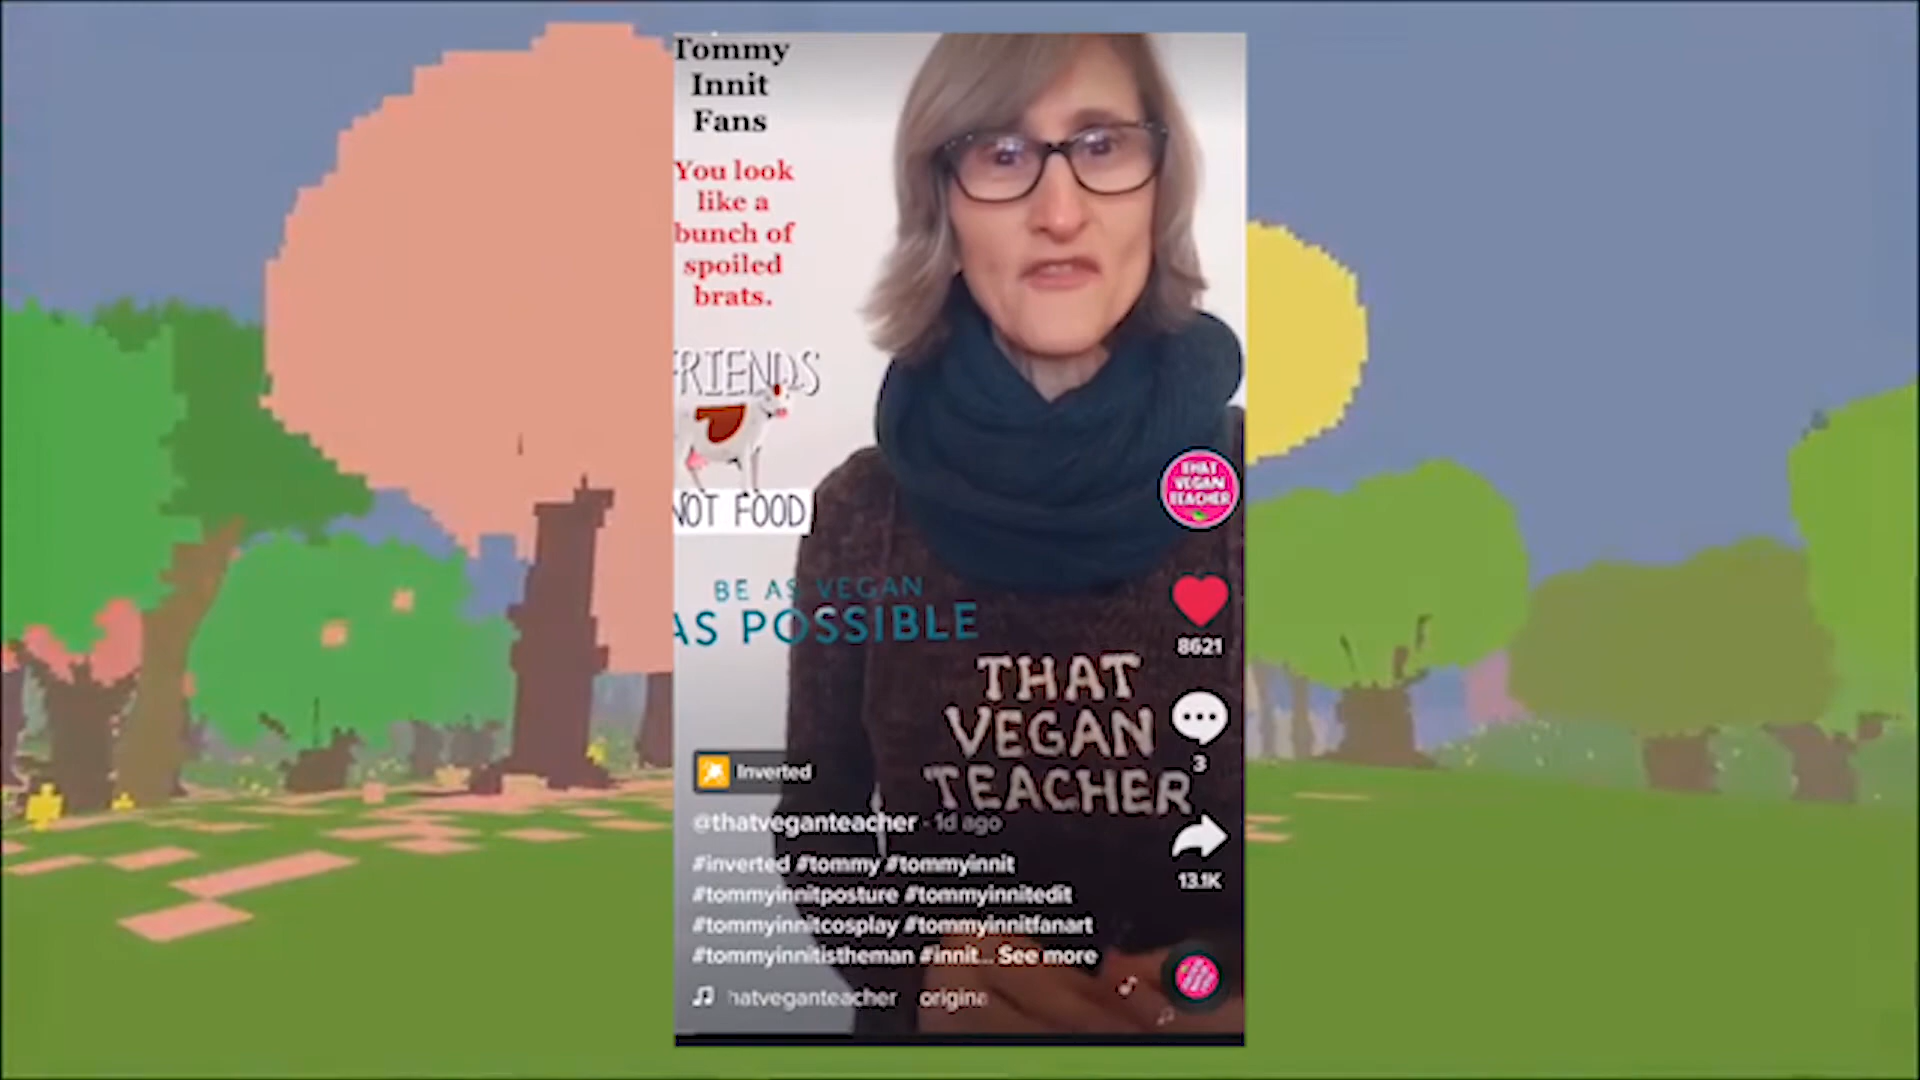 Tommy
Innit
Fans
You look
like a
bunch of
spoiled
brats.
FRIENDS
NOT FOOD
BE AS VEGAN
AS POSSIBLE
THAT
VEGAN
TEACHER
THAT
VEGAN
TEACHER
8621
3
13.1K
Inverted
@thatveganteacher · 1d ago
#inverted #tommy #tommyinnit
#tommyinnitposture #tommyinnitedit
#tommyinnitcosplay #tommyinnitfanart
#tommyinnitistheman #innit... See more
hatveganteacher origina